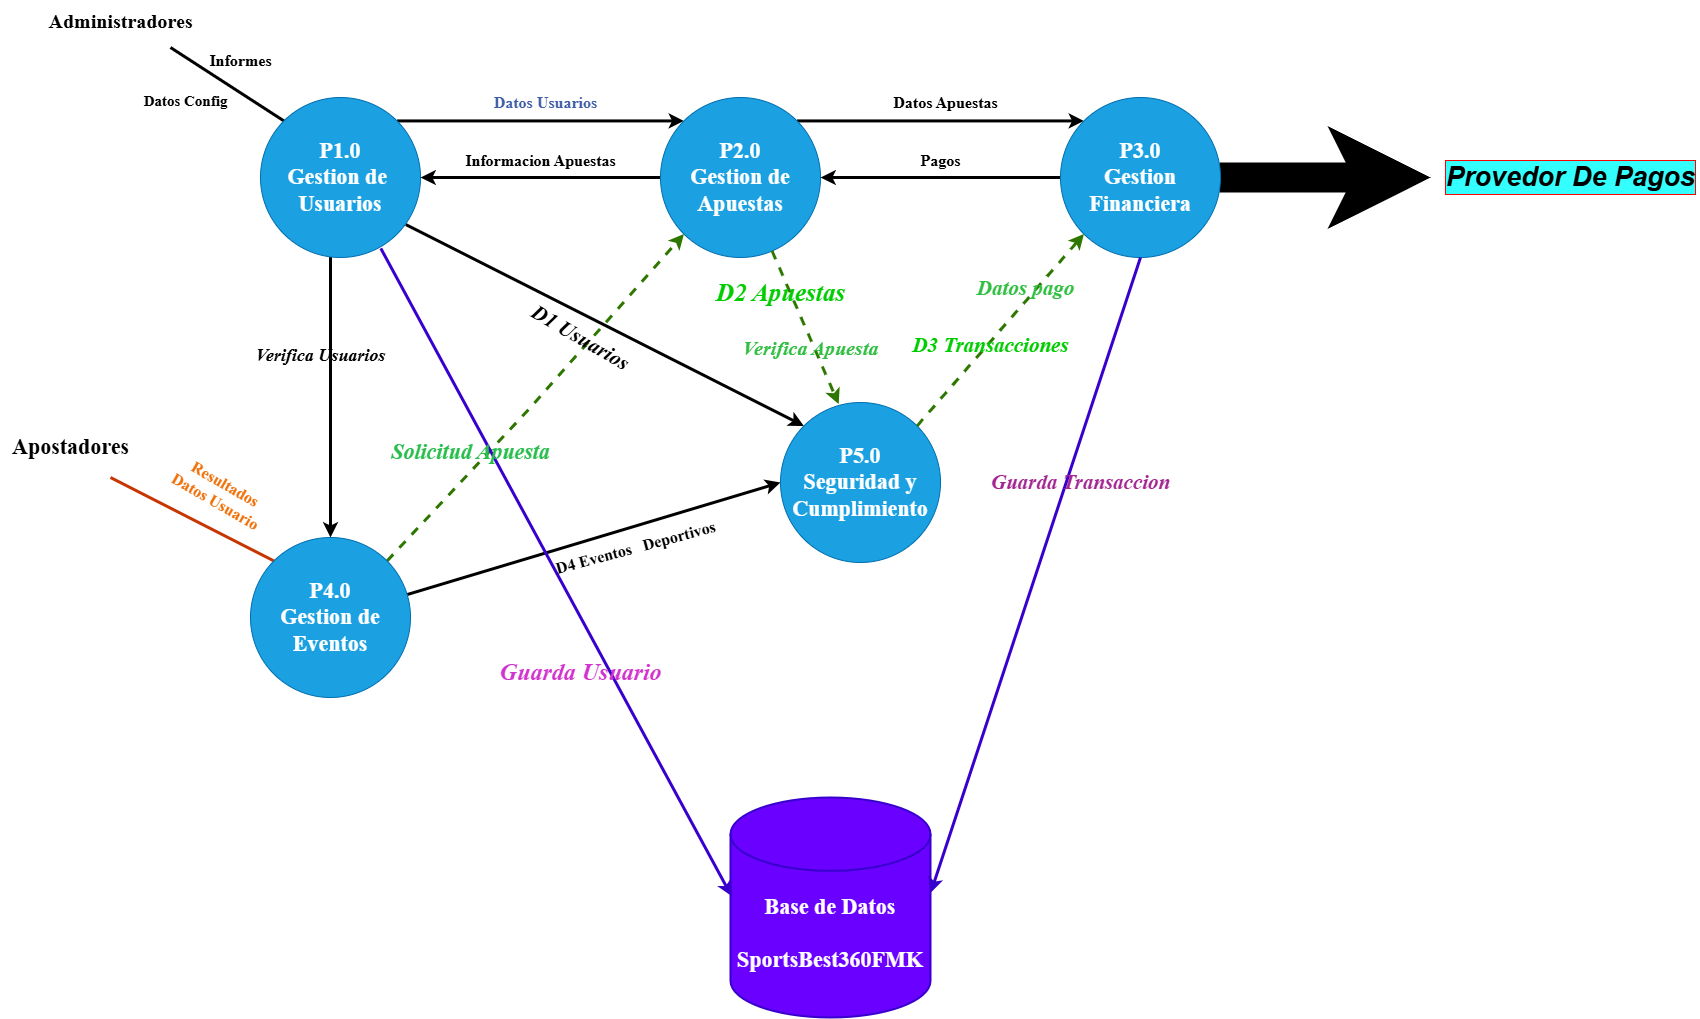 Administradores
Informes
Datos Config
Datos Usuarios
Datos Apuestas
P1.0
Gestion de
Usuarios
Informacion Apuestas
P2.0
Gestion de
Apuestas
Pagos
P3.0
Gestion
Financiera
Provedor De Pagos
D2 Apuestas
Datos pago
D1 Usuarios
Verifica Usuarios
Verifica Apuesta
D3 Transacciones
Apostadores
Solicitud Apuesta
Resultados
Datos Usuario
P5.0
Seguridad y
Cumplimiento
Guarda Transaccion
D4 Eventos Deportivos
P4.0
Gestion de
Eventos
Guarda Usuario
Base de Datos
SportsBest360FMK